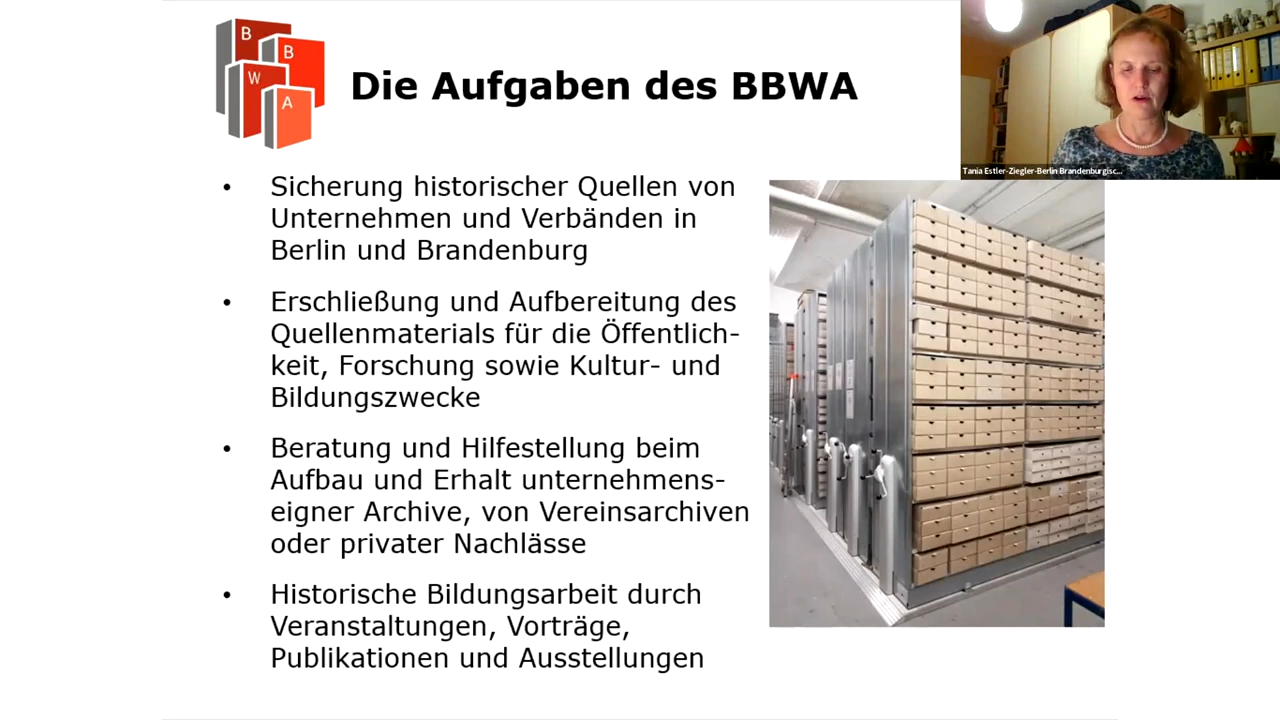 B
B
W
A
Die Aufgaben des BBWA
Tania Estler-Ziegler-Berlin Brandenburgisc...
• Sicherung historischer Quellen von
Unternehmen und Verbänden in
Berlin und Brandenburg
• Erschließung und Aufbereitung des
Quellenmaterials für die Öffentlich-
keit, Forschung sowie Kultur- und
Bildungszwecke
• Beratung und Hilfestellung beim
Aufbau und Erhalt unternehmens-
eigner Archive, von Vereinsarchiven
oder privater Nachlässe
• Historische Bildungsarbeit durch
Veranstaltungen, Vorträge,
Publikationen und Ausstellungen